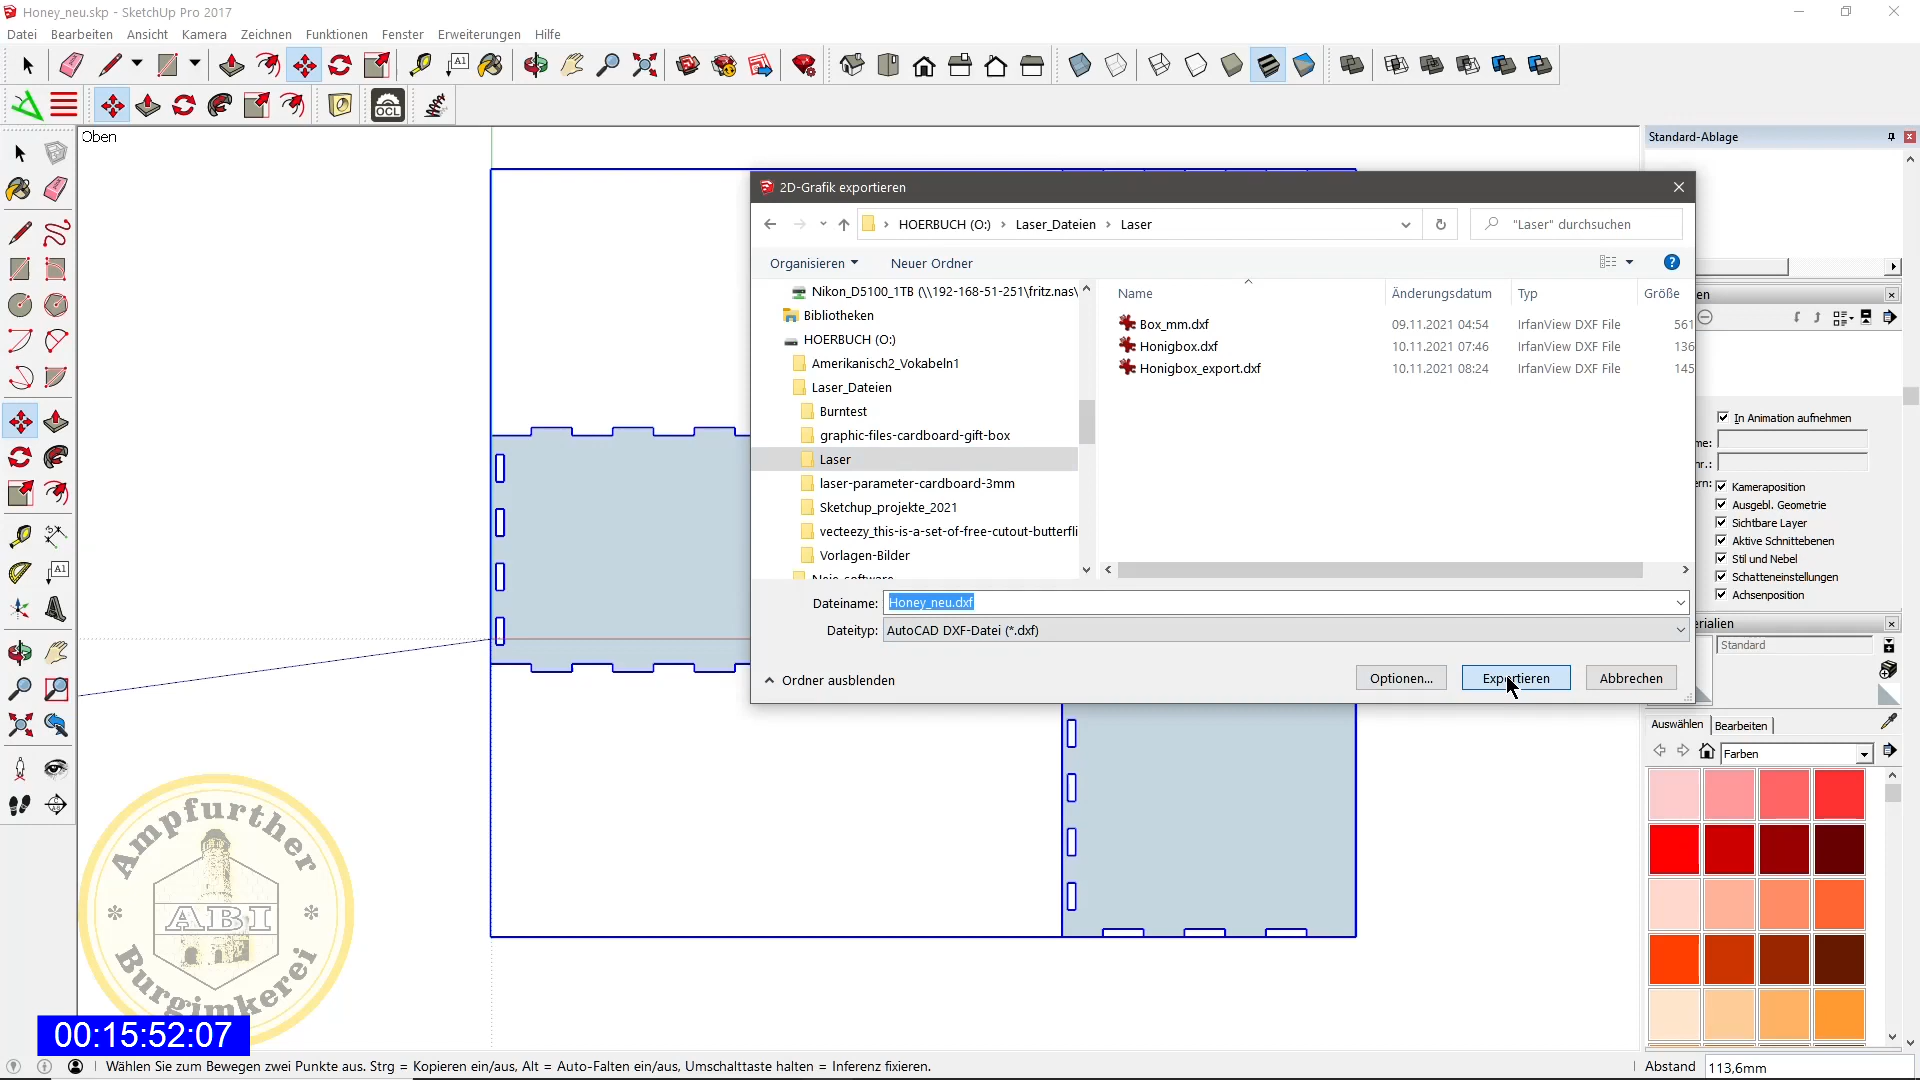 Honey_neu.skp - SketchUp Pro 2017
Datei Bearbeiten Ansicht Kamera Zeichnen Funktionen Fenster Erweiterungen Hilfe
A1
OCL
Oben
Standard-Ablage
2D-Grafik exportieren
HOERBUCH (O:) › Laser_Dateien › Laser
"Laser" durchsuchen
Organisieren Neuer Ordner
Nikon_D5100_1TB (\\192-168-51-251\fritz.nas\
Bibliotheken
HOERBUCH (O:)
Amerikanisch2_Vokabeln1
Laser_Dateien
Burntest
graphic-files-cardboard-gift-box
Laser
laser-parameter-cardboard-3mm
Sketchup_projekte_2021
vecteezy_this-is-a-set-of-free-cutout-butterfli
Vorlagen-Bilder
Name Änderungsdatum Typ Größe
Box_mm.dxf 09.11.2021 04:54 IrfanView DXF File 561
Honigbox.dxf 10.11.2021 07:46 IrfanView DXF File 136
Honigbox_export.dxf 10.11.2021 08:24 IrfanView DXF File 145
Dateiname: Honey_neu.dxf
Dateityp: AutoCAD DXF-Datei (*.dxf)
Ordner ausblenden
Optionen... Exportieren Abbrechen
en
In Animation aufnehmen
me:
nr.:
ern:
Kameraposition
Ausgebl. Geometrie
Sichtbare Layer
Aktive Schnittebenen
Stil und Nebel
Schatteneinstellungen
Achsenposition
erialien
Standard
Auswählen Bearbeiten
Farben
A1
Ampfurther
ABI
Burgimkerei
00:15:52:07
Wählen Sie zum Bewegen zwei Punkte aus. Strg = Kopieren ein/aus, Alt = Auto-Falten ein/aus, Umschalttaste halten = Inferenz fixieren.
Abstand 113,6mm